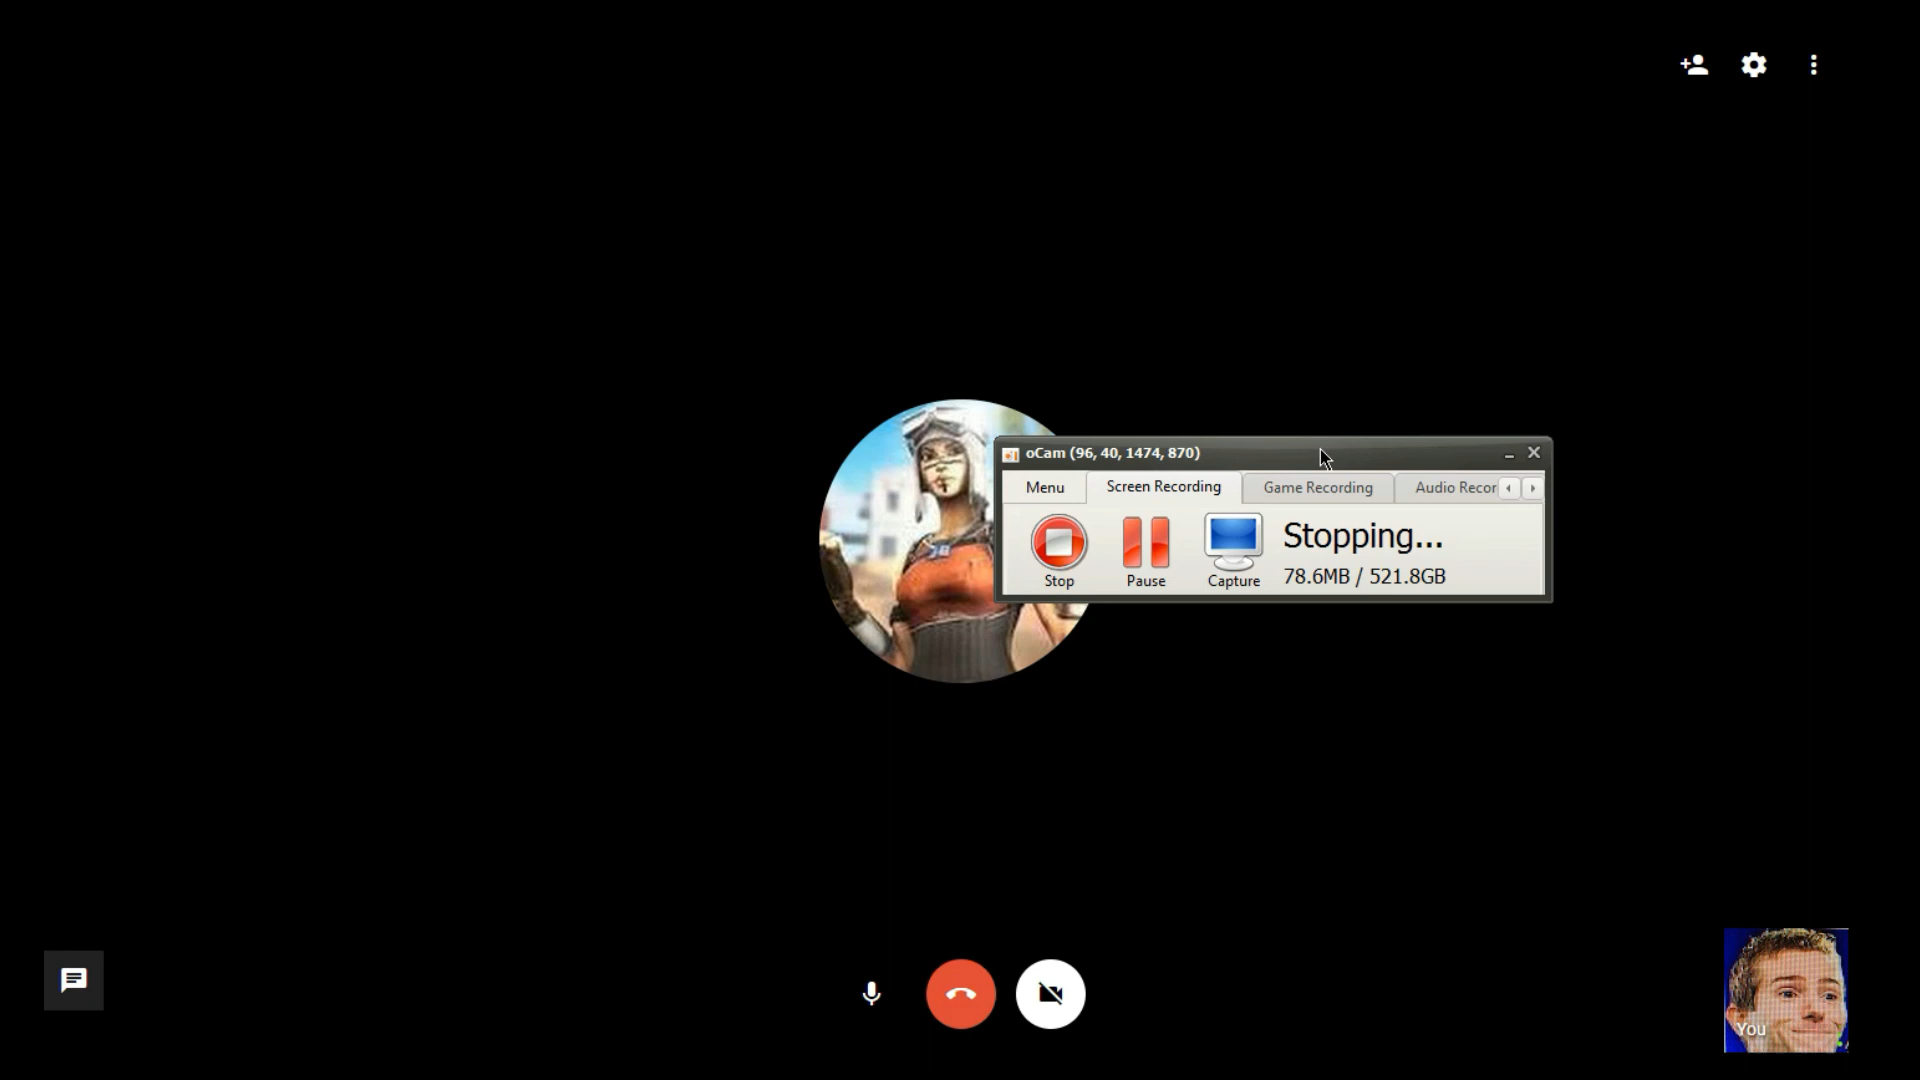 oCam (96, 40, 1474, 870)
Menu
Screen Recording
Game Recording
Audio Recor
Stopping...
78.6MB / 521.8GB
Stop
Pause
Capture
You